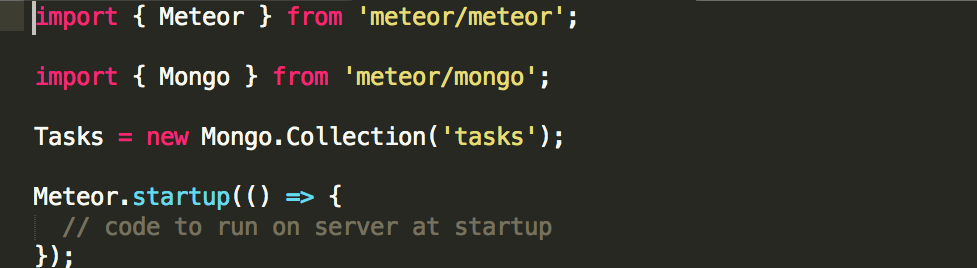 import { Meteor } from 'meteor/meteor';
import { Mongo } from 'meteor/mongo';
Tasks = new Mongo.Collection('tasks');
Meteor.startup(() => {
// code to run on server at startup
});